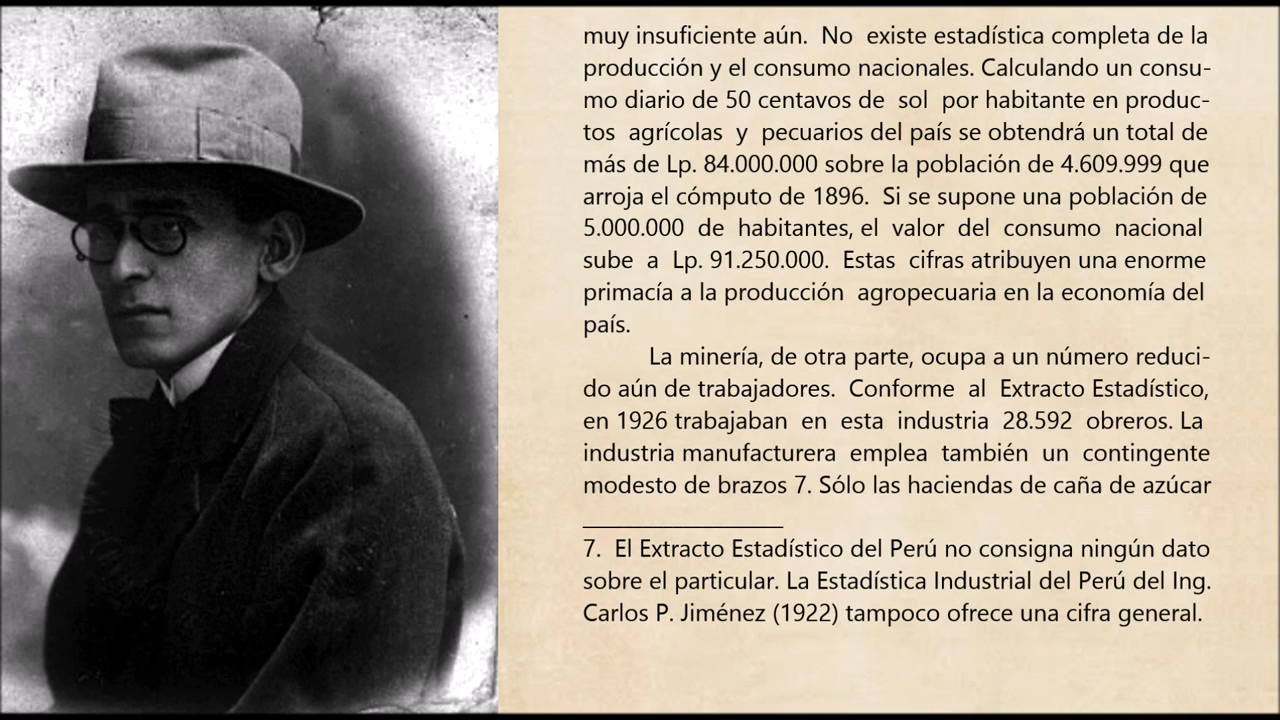 muy insuficiente aún. No existe estadística completa de la
producción y el consumo nacionales. Calculando un consu-
mo diario de 50 centavos de sol por habitante en produc-
tos agrícolas y pecuarios del país se obtendrá un total de
más de Lp. 84.000.000 sobre la población de 4.609.999 que
arroja el cómputo de 1896. Si se supone una población de
5.000.000 de habitantes, el valor del consumo nacional
sube a Lp. 91.250.000. Estas cifras atribuyen una enorme
primacía a la producción agropecuaria en la economía del
país.
La minería, de otra parte, ocupa a un número reduci-
do aún de trabajadores. Conforme al Extracto Estadístico,
en 1926 trabajaban en esta industria 28.592 obreros. La
industria manufacturera emplea también un contingente
modesto de brazos 7. Sólo las haciendas de caña de azúcar
7. El Extracto Estadístico del Perú no consigna ningún dato
sobre el particular. La Estadística Industrial del Perú del Ing.
Carlos P. Jiménez (1922) tampoco ofrece una cifra general.